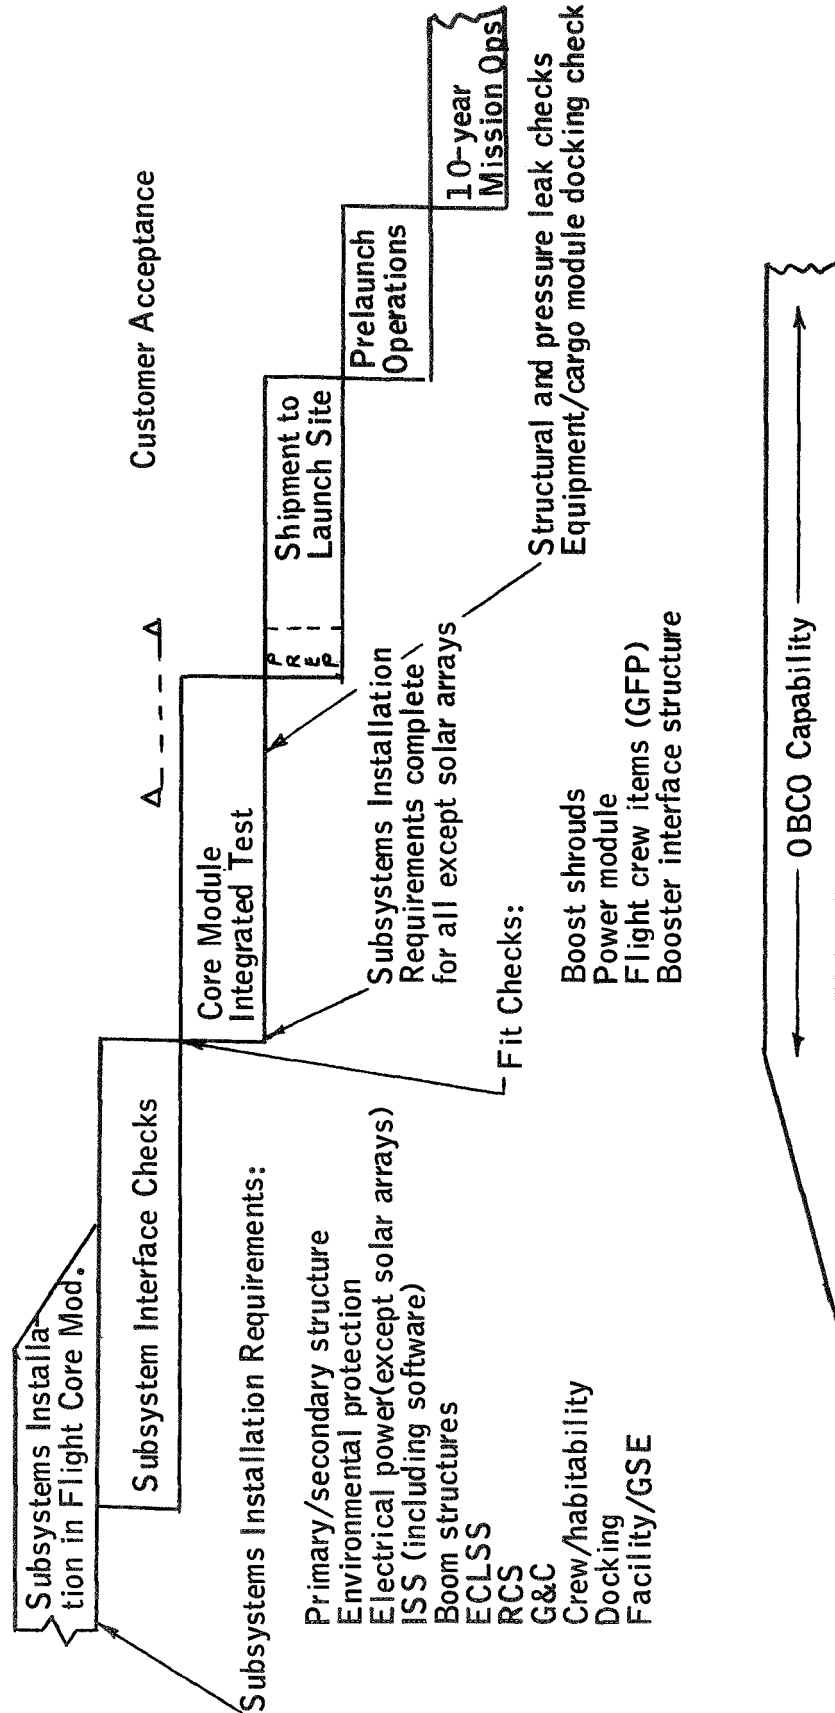 Subsystems Installa-
tion in Flight Core Mod.
Subsystem Interface Checks
Core Module
Integrated Test
PREP
Shipment to
Launch Site
Prelaunch
Operations
10-year
Mission Ops
Customer Acceptance
Subsystems Installation Requirements:
Primary/secondary structure
Environmental protection
Electrical power(except solar arrays)
ISS (including software)
Boom structures
ECLSS
RCS
G&C
Crew/habitability
Docking
Facility/GSE
Subsystems Installation
Requirements complete
for all except solar arrays
Fit Checks:
Boost shrouds
Power module
Flight crew items (GFP)
Booster interface structure
Structural and pressure leak checks
Equipment/cargo module docking check
OBCO Capability